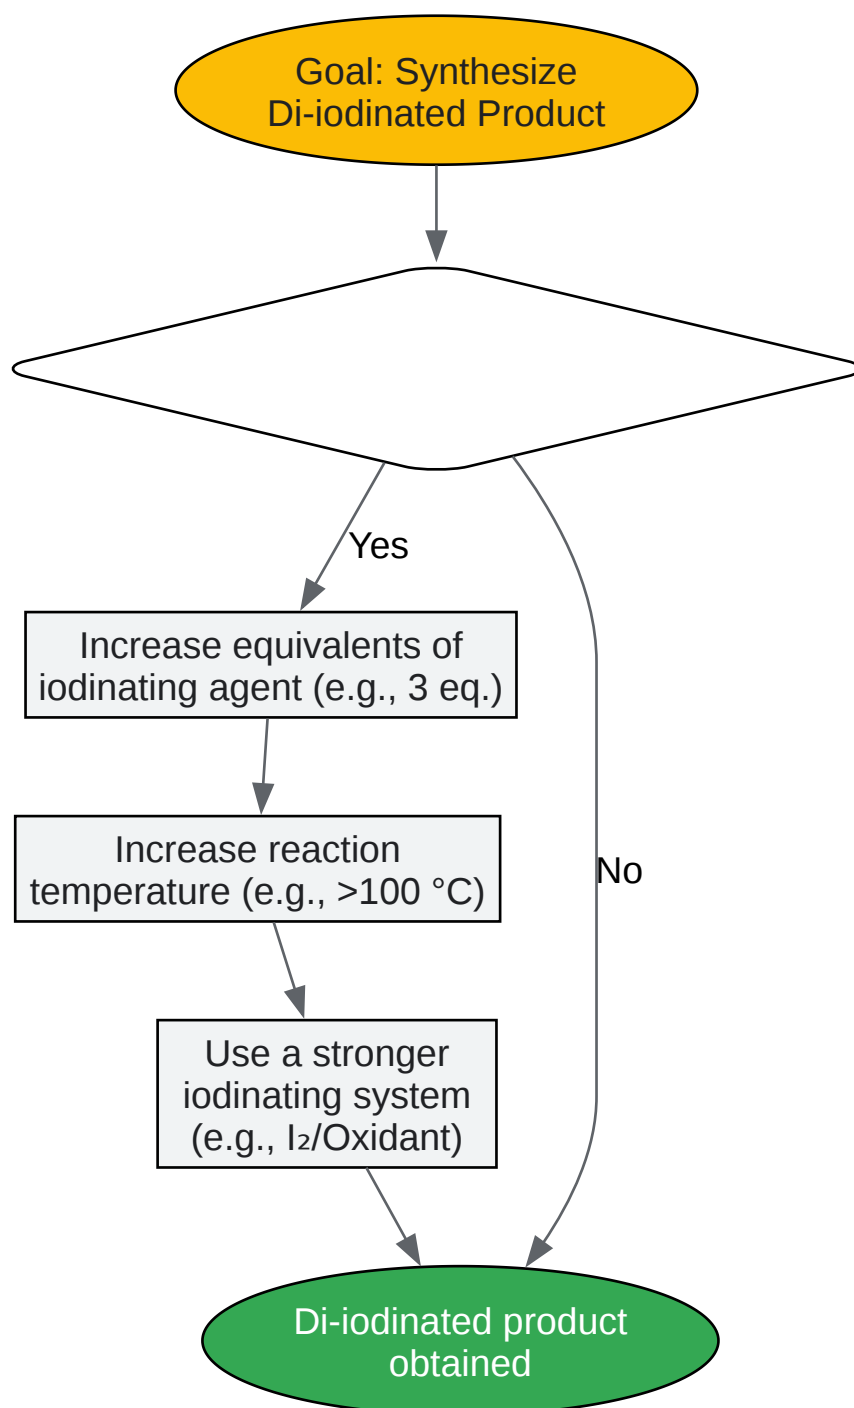 Goal: Synthesize
Di-iodinated Product
Yes
Increase equivalents of
iodinating agent (e.g., 3 eq.)
Increase reaction
temperature (e.g., >100 °C)
No
Use a stronger
iodinating system
(e.g., I₂/Oxidant)
Di-iodinated product
obtained